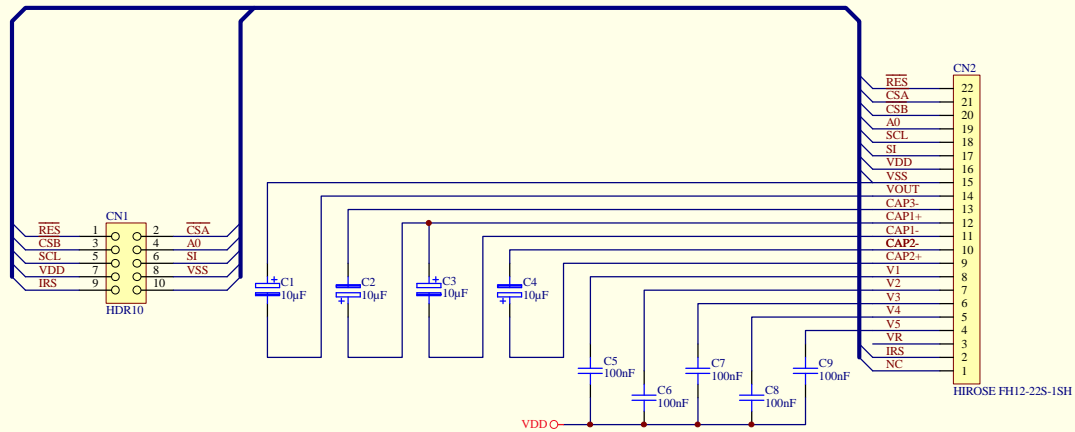 CN2
RES 22
CSA 21
CSB 20
A0 19
SCL 18
SI 17
VDD 16
VSS 15
VOUT 14
CAP3- 13
CAP1+ 12
CAP1- 11
CAP2- 10
CAP2+ 9
V1 8
V2 7
V3 6
V4 5
V5 4
VR 3
IRS 2
NC 1
HIROSE FH12-22S-1SH
CN1
RES 1 2 CSA
CSB 3 4 A0
SCL 5 6 SI
VDD 7 8 VSS
IRS 9 10
HDR10
+ C1
10µF
C2
10µF
+
+ C3
10µF
C4
10µF
+
C5
100nF
C6
100nF
C7
100nF
C8
100nF
C9
100nF
VDD